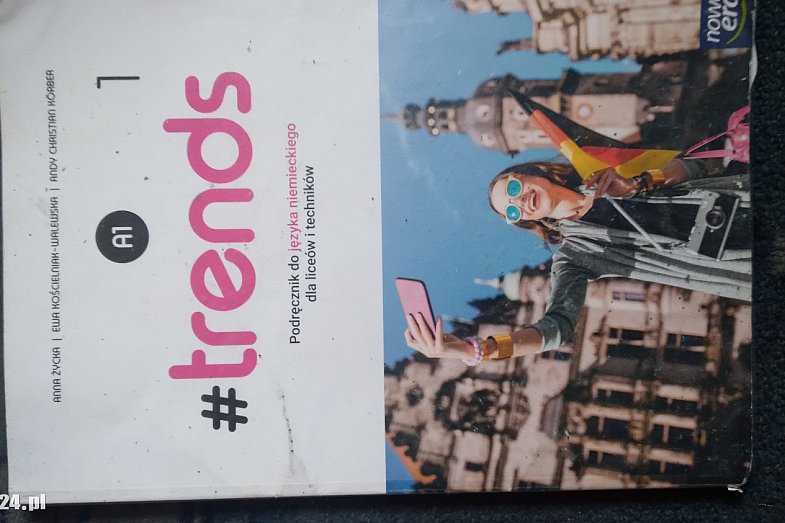 ANNA ŻYCKA | EWA KOŚCIELNIAK-WALEWSKA | ANDY CHRISTIAN KÖRBER
A1
1
#trends
Podręcznik do języka niemieckiego
dla liceów i techników
nowa
era
24.pl